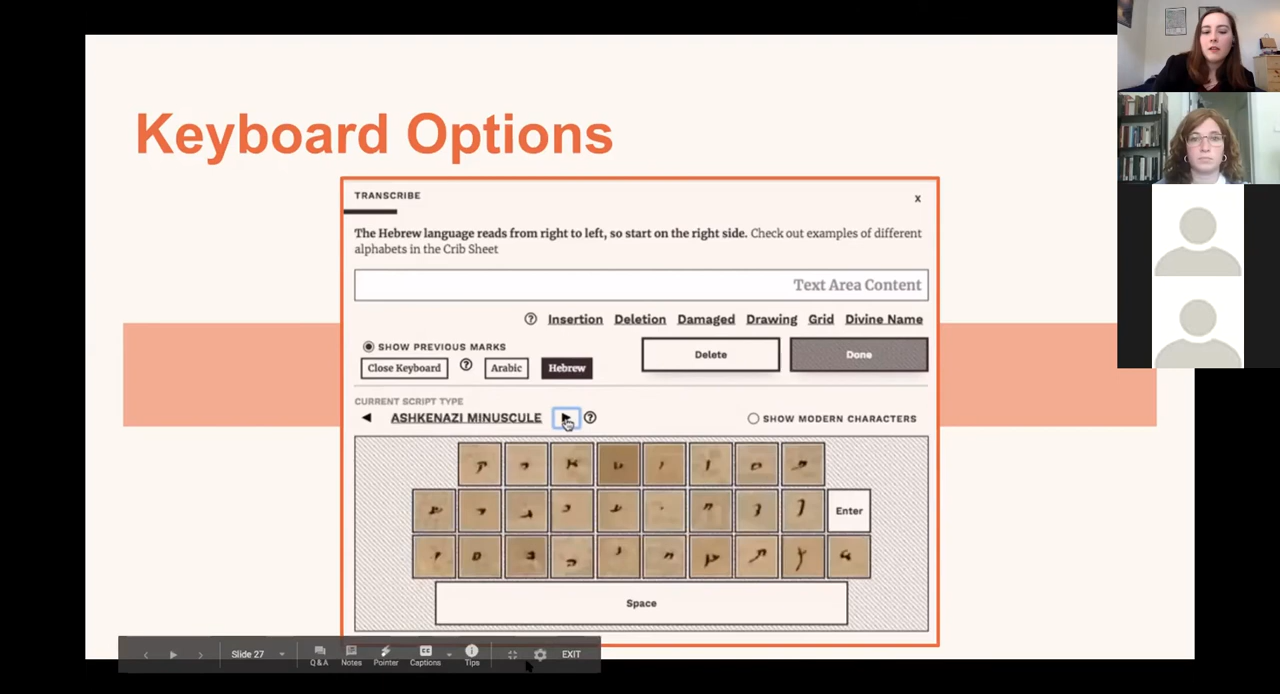 Keyboard Options
TRANSCRIBE
x
The Hebrew language reads from right to left, so start on the right side. Check out examples of different
alphabets in the Crib Sheet
Text Area Content
? Insertion Deletion Damaged Drawing Grid Divine Name
SHOW PREVIOUS MARKS
Delete
Done
Close Keyboard ? Arabic Hebrew
CURRENT SCRIPT TYPE
ASHKENAZI MINUSCULE ?
SHOW MODERN CHARACTERS
Enter
Space
Slide 27
Q&A
Notes
Pointer
Captions
Tips
EXIT